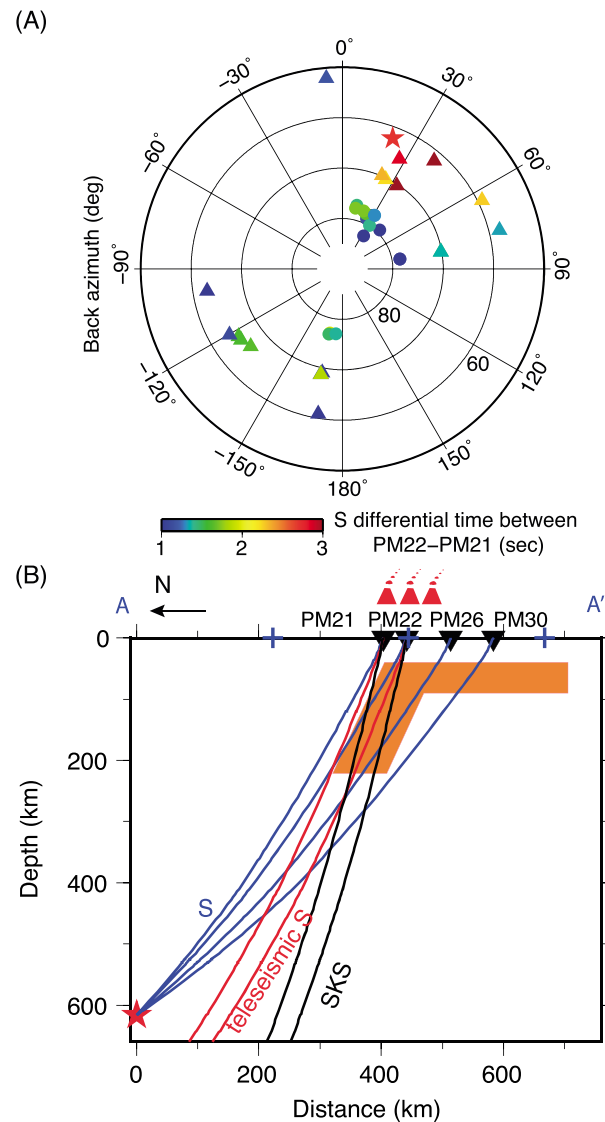 (A)
0°
−30°
30°
−60°
60°
Back azimuth (deg)
−90°
90°
80
60
−120°
120°
−150°
150°
180°
1 2 3
S differential time between
PM22−PM21 (sec)
(B)
N
A
A′
PM21 PM22 PM26 PM30
0
200
400
600
Depth (km)
S
teleseismic S
SKS
0 200 400 600
Distance (km)